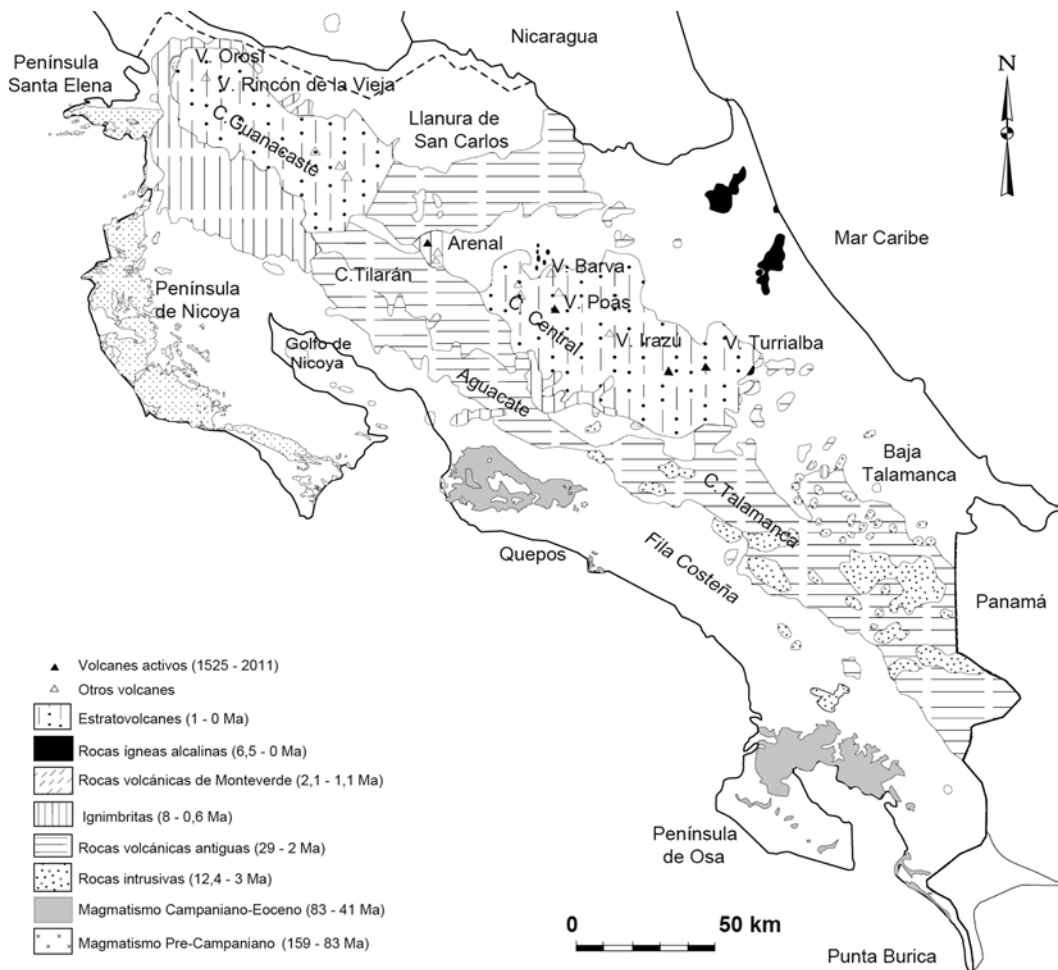 Nicaragua
N
Península
Santa Elena
V. Orosí
V. Rincón de la Vieja
C.Guanacaste
Llanura de
San Carlos
Mar Caribe
Arenal
C.Tilarán
V. Barva
V. Poás
C. Central
V. Irazú
V. Turrialba
Península
de Nicoya
Golfo de
Nicoya
Aguacate
Baja
Talamanca
C.Talamanca
Fila Costeña
Quepos
Panamá
Península
de Osa
Punta Burica
Volcanes activos (1525 - 2011)
Otros volcanes
Estratovolcanes (1 - 0 Ma)
Rocas ígneas alcalinas (6,5 - 0 Ma)
Rocas volcánicas de Monteverde (2,1 - 1,1 Ma)
Ignimbritas (8 - 0,6 Ma)
Rocas volcánicas antiguas (29 - 2 Ma)
Rocas intrusivas (12,4 - 3 Ma)
Magmatismo Campaniano-Eoceno (83 - 41 Ma)
Magmatismo Pre-Campaniano (159 - 83 Ma)
0 50 km